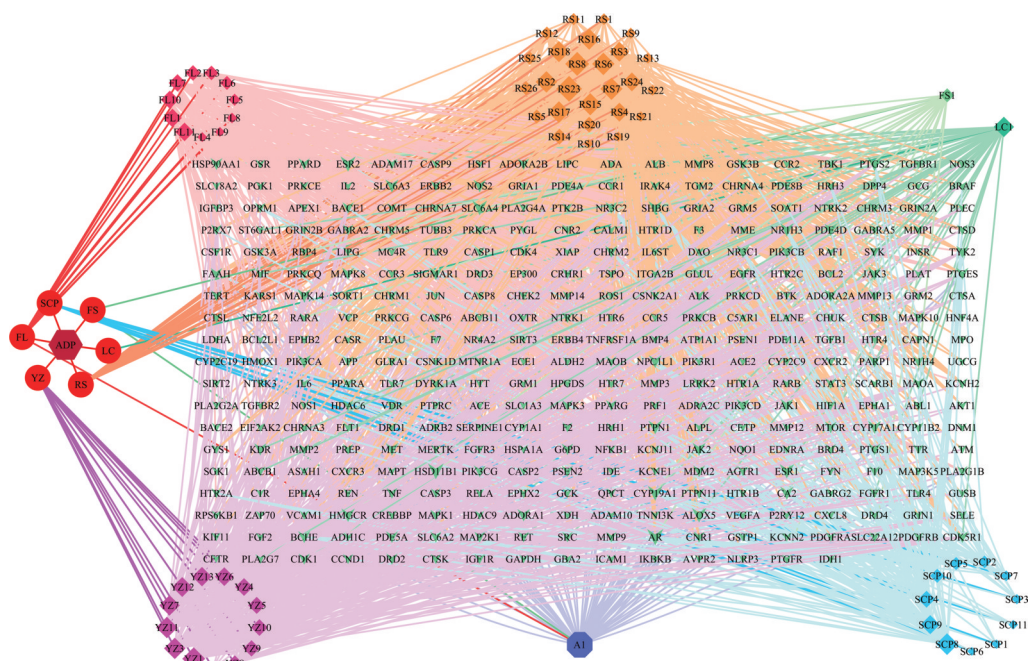 RS11 RS1
RS12 RS16 RS9
RS25 RS18 RS3 RS13
RS8 RS6
RS26 RS2 RS23 RS7 RS24 RS22
RS15
RS5 RS17 RS4 RS21
RS20
RS14 RS19
RS10
FL2 FL3
FL7 FL6
FL10 FL5
FL1 FL8
FL11 FL9
FL4
FS1
LC1
HSP90AA1 GSR PPARD ESR2 ADAM17 CASP9 HSF1 ADORA2B LIPC ADA ALB MMP8 GSK3B CCR2 TBK1 PTGS2 TGFBR1 NOS3
SLC18A2 PGK1 PRKCE IL2 SLC6A3 ERBB2 NOS2 GRIA1 PDE4A CCR1 IRAK4 TGM2 CHRNA4 PDE8B HRH3 DPP4 GCG BRAF
IGFBP3 OPRM1 APEX1 BACE1 COMT CHRNA7 SLC6A4 PLA2G4A PTK2B NR3C2 SHBG GRIA2 GRM5 SOAT1 NTRK2 CHRM3 GRIN2A PLEC
P2RX7 ST6GAL1 GRIN2B GABRA2 CHRM5 TUBB3 PRKCA PYGL CNR2 CALM1 HTR1D F3 MME NR1H3 PDE4D GABRA5 MMP1 CTSD
CSF1R GSK3A RBP4 LIPG MC4R TLR9 CASP1 CDK4 XIAP CHRM2 IL6ST DAO NR3C1 PIK3CB RAF1 SYK INSR TYK2
FAAH MIF PRKCQ MAPK8 CCR3 SIGMAR1 DRD3 EP300 CRHR1 TSPO ITGA2B GLUL EGFR HTR2C BCL2 JAK3 PLAT PTGES
TERT KARS1 MAPK14 SORT1 CHRM1 JUN CASP8 CHEK2 MMP14 ROS1 CSNK2A1 ALK PRKCD BTK ADORA2A MMP13 GRM2 CTSA
CTSL NFE2L2 RARA VCP PRKCG CASP6 ABCB11 OXTR NTRK1 HTR6 CCR5 PRKCB C5AR1 ELANE CHUK CTSB MAPK10 HNF4A
LDHA BCL2L1 EPHB2 CASR PLAU F7 NR4A2 SIRT3 ERBB4 TNFRSF1A BMP4 ATP1A1 PSEN1 PDE11A TGFB1 HTR4 CAPN1 MPO
CYP2C19 HMOX1 PIK3CA APP GLRA1 CSNK1D MTNR1A ECE1 ALDH2 MAOB NPC1L1 PIK3R1 ACE2 CYP2C9 CXCR2 PARP1 NR1H4 UGCG
SIRT2 NTRK3 IL6 PPARA TLR7 DYRK1A HTT GRM1 HPGDS HTR7 MMP3 LRRK2 HTR1A RARB STAT3 SCARB1 MAOA KCNH2
PLA2G2A TGFBR2 NOS1 HDAC6 VDR PTPRC ACE SLC1A3 MAPK3 PPARG PRF1 ADRA2C PIK3CD JAK1 HIF1A EPHA1 ABL1 AKT1
BACE2 EIF2AK2 CHRNA3 FLT1 DRD1 ADRB2 SERPINE1 CYP1A1 F2 HRH1 PTPN1 ALPL CETP MMP12 MTOR CYP17A1 CYP11B2 DNM1
GYS1 KDR MMP2 PREP MET MERTK FGFR3 HSPA1A G6PD NFKB1 KCNJ11 JAK2 NQO1 EDNRA BRD4 PTGS1 TTR ATM
SGK1 ABCB1 ASAH1 CXCR3 MAPT HSD11B1 PIK3CG CASP2 PSEN2 IDE KCNE1 MDM2 AGTR1 ESR1 FYN F10 MAP3K5 PLA2G1B
HTR2A C1R EPHA4 REN TNF CASP3 RELA EPHX2 GCK QPCT CYP19A1 PTPN11 HTR1B CA2 GABRG2 FGFR1 TLR4 GUSB
RPS6KB1 ZAP70 VCAM1 HMGCR CREBBP MAPK1 HDAC9 ADORA1 XDH ADAM10 TNNI3K ALOX5 VEGFA P2RY12 CXCL8 DRD4 GRIN1 SELE
KIF11 FGF2 BCHE ADH1C PDE5A SLC6A2 MAP2K1 RET SRC MMP9 AR CNR1 GSTP1 KCNN2 PDGFRA SLC22A12 PDGFRB CDK5R1
CFTR PLA2G7 CDK1 CCND1 DRD2 CTSK IGF1R GAPDH GBA2 ICAM1 IKBKB AVPR2 NLRP3 PTGFR IDH1
SCP FS
FL ADP LC
YZ RS
YZ13 YZ6
YZ12 YZ4
YZ7 YZ5
YZ11 YZ10
YZ3 YZ9
YZ1
A1
SCP5 SCP2
SCP10 SCP7
SCP4 SCP3
SCP9 SCP11
SCP8 SCP1
SCP6